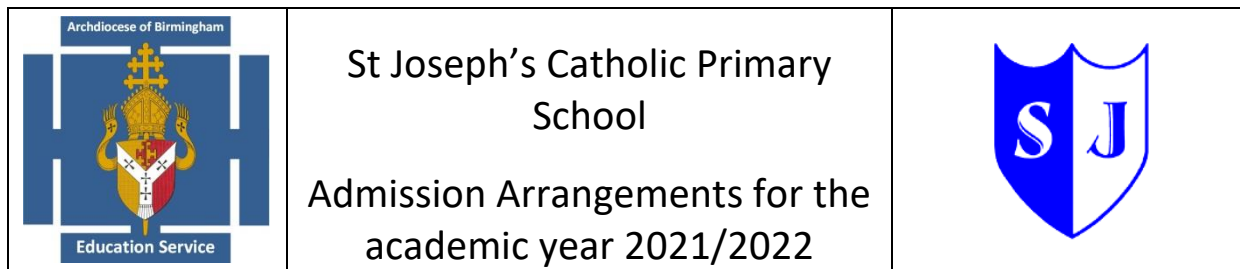 Archdiocese of Birmingham
Education Service
St Joseph’s Catholic Primary
School
Admission Arrangements for the
academic year 2021/2022
S J